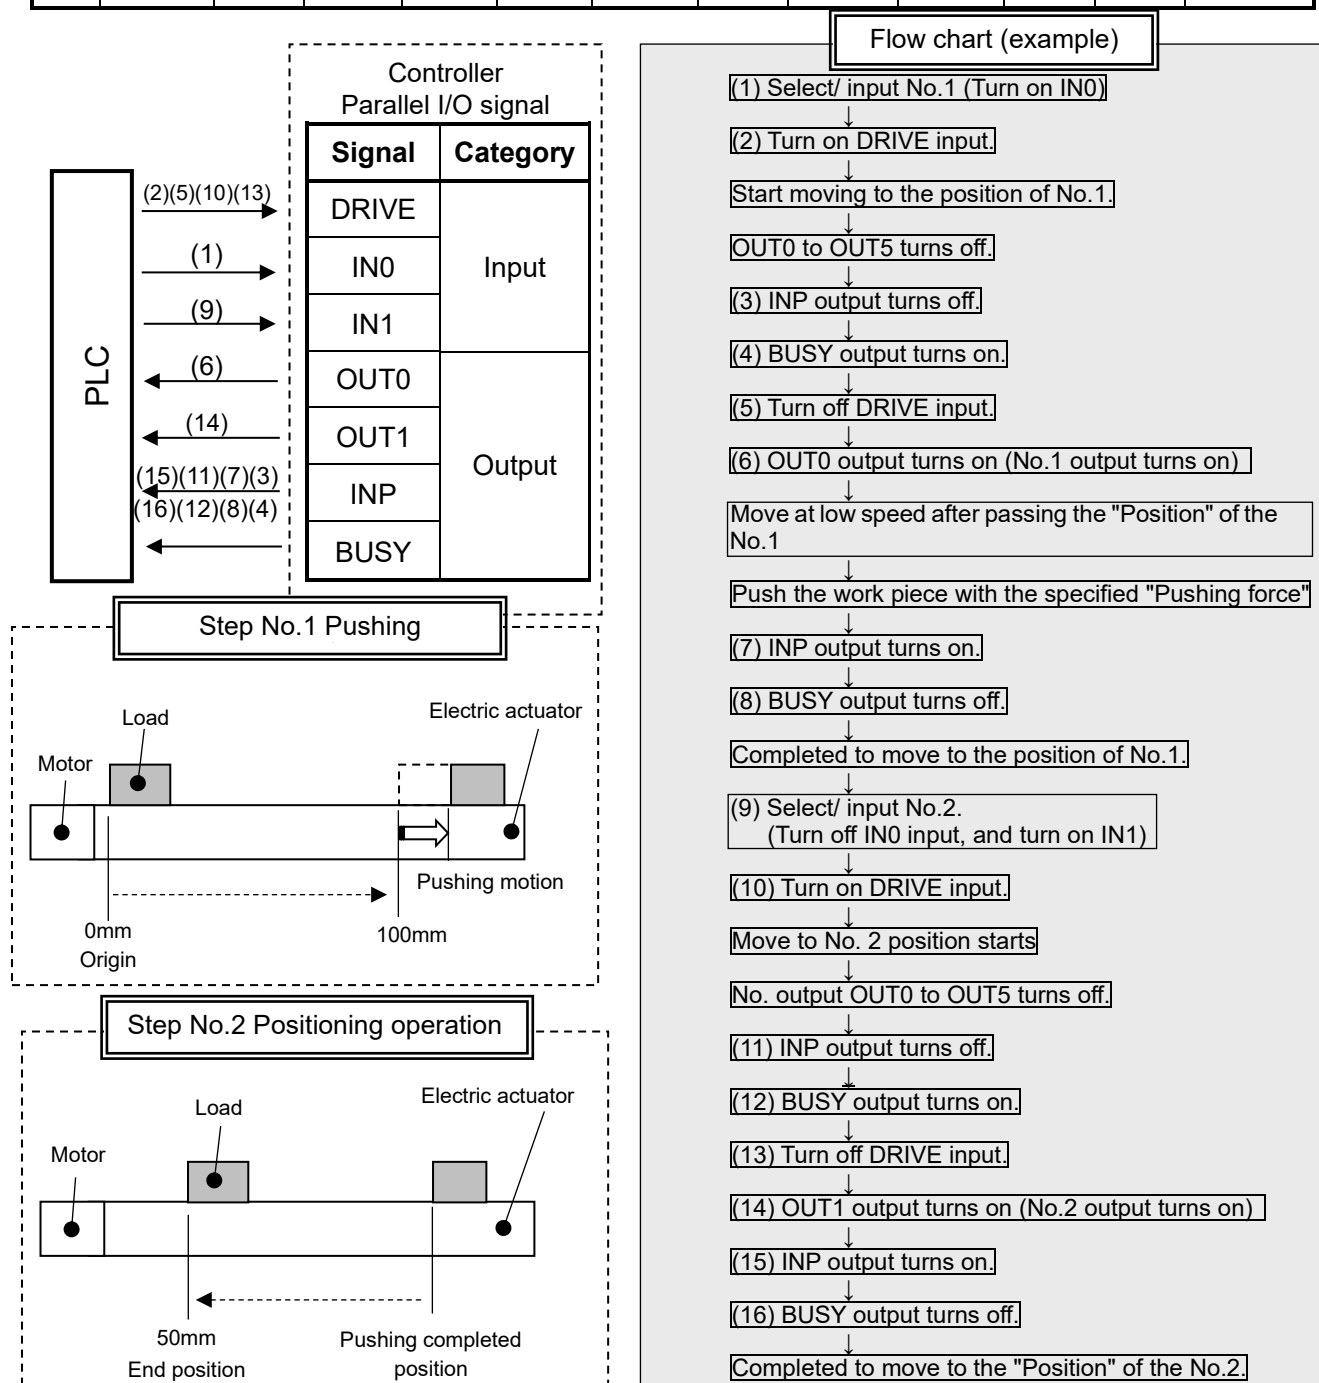 Flow chart (example)
Controller
Parallel I/O signal
Signal Category
DRIVE
IN0
IN1
Input
OUT0
OUT1
INP
BUSY
Output
PLC
(2)(5)(10)(13)
(1)
(9)
(6)
(14)
(15)(11)(7)(3)
(16)(12)(8)(4)
Step No.1 Pushing
Load
Electric actuator
Motor
Pushing motion
0mm
Origin
100mm
Step No.2 Positioning operation
Load
Electric actuator
Motor
50mm
End position
Pushing completed
position
(1) Select/ input No.1 (Turn on IN0)
↓
(2) Turn on DRIVE input.
↓
Start moving to the position of No.1.
↓
OUT0 to OUT5 turns off.
↓
(3) INP output turns off.
↓
(4) BUSY output turns on.
↓
(5) Turn off DRIVE input.
↓
(6) OUT0 output turns on (No.1 output turns on)
↓
Move at low speed after passing the "Position" of the
No.1
↓
Push the work piece with the specified "Pushing force"
↓
(7) INP output turns on.
↓
(8) BUSY output turns off.
↓
Completed to move to the position of No.1.
↓
(9) Select/ input No.2.
(Turn off IN0 input, and turn on IN1)
↓
(10) Turn on DRIVE input.
↓
Move to No. 2 position starts
↓
No. output OUT0 to OUT5 turns off.
↓
(11) INP output turns off.
↓
(12) BUSY output turns on.
↓
(13) Turn off DRIVE input.
↓
(14) OUT1 output turns on (No.2 output turns on)
↓
(15) INP output turns on.
↓
(16) BUSY output turns off.
↓
Completed to move to the "Position" of the No.2.